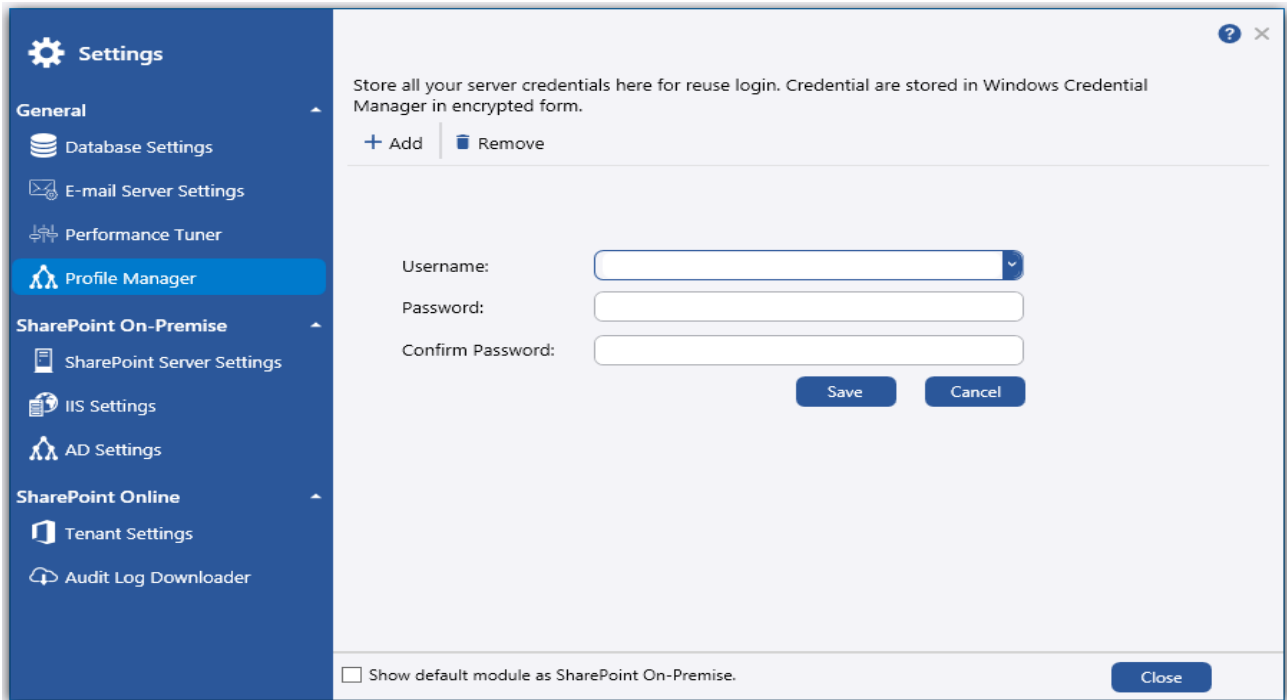 Settings
General
Database Settings
E-mail Server Settings
Performance Tuner
Profile Manager
SharePoint On-Premise
SharePoint Server Settings
IIS Settings
AD Settings
SharePoint Online
Tenant Settings
Audit Log Downloader
?
Store all your server credentials here for reuse login. Credential are stored in Windows Credential
Manager in encrypted form.
+ Add
Remove
Username:
Password:
Confirm Password:
Save
Cancel
Show default module as SharePoint On-Premise.
Close